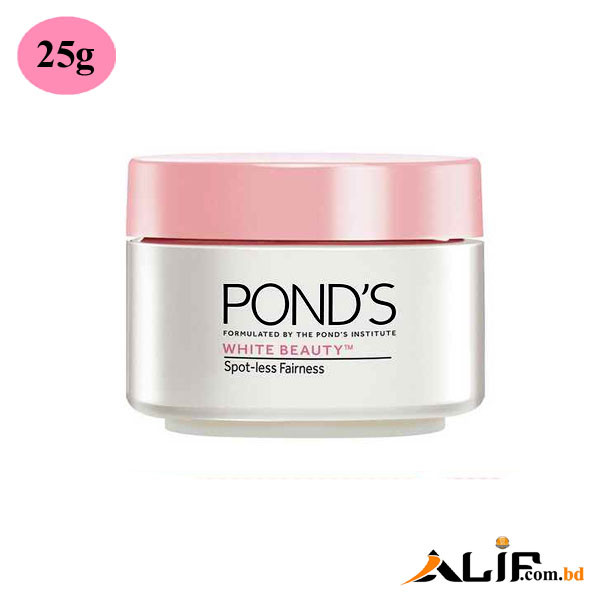 25g
POND'S
FORMULATED BY THE POND'S INSTITUTE
WHITE BEAUTY™
Spot-less Fairness
ALIF.com.bd